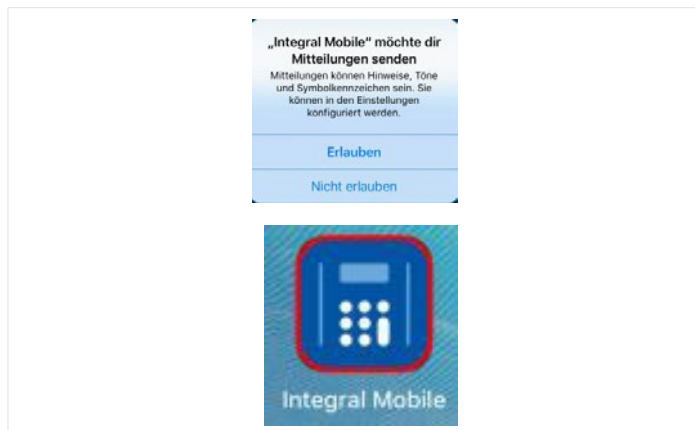 „Integral Mobile“ möchte dir
Mitteilungen senden
Mitteilungen können Hinweise, Töne
und Symbolkennzeichen sein. Sie
können in den Einstellungen
konfiguriert werden.
Erlauben
Nicht erlauben
Integral Mobile